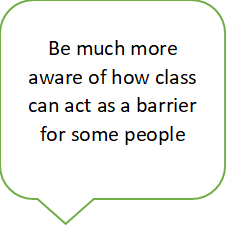 Be much more
aware of how class
can act as a barrier
for some people